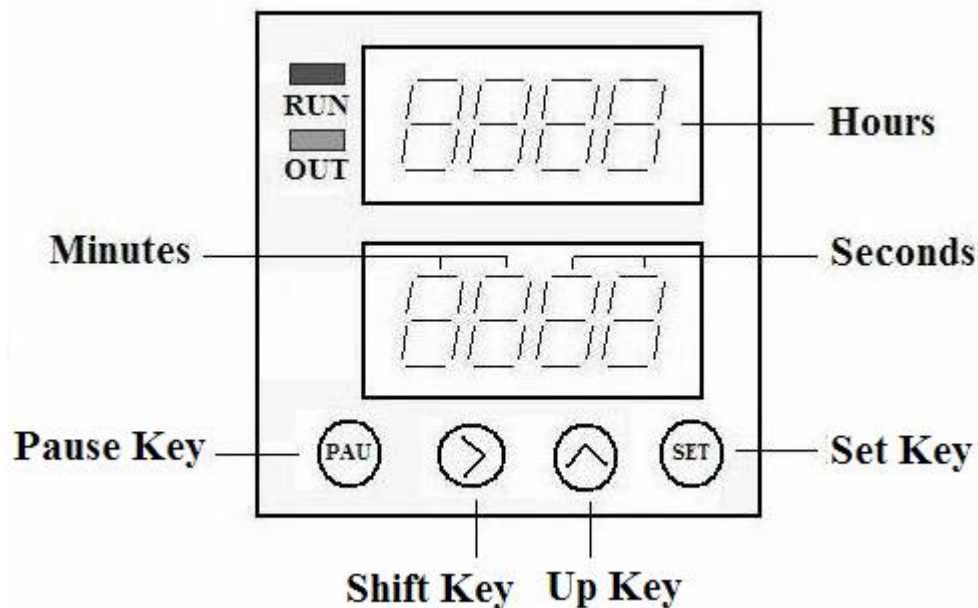 RUN
Hours
OUT
Minutes
Seconds
Pause Key
PAU
SET
Set Key
Shift Key
Up Key